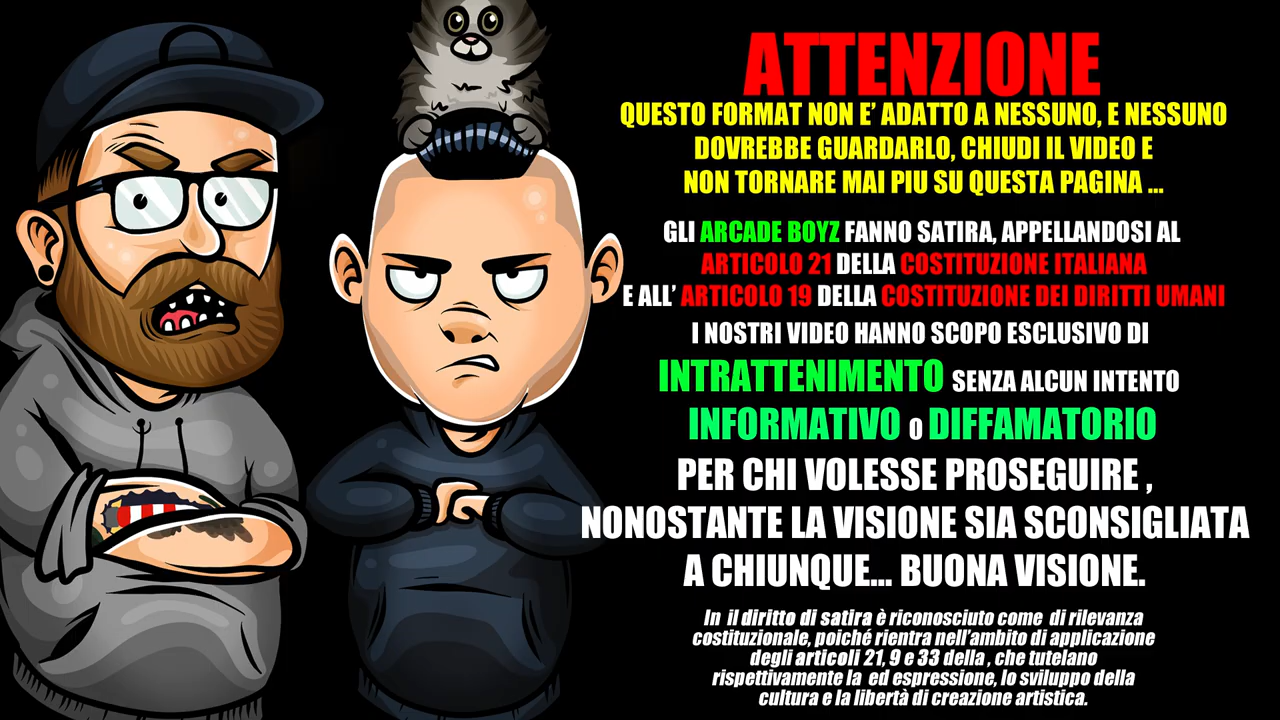 ATTENZIONE
QUESTO FORMAT NON E' ADATTO A NESSUNO, E NESSUNO
DOVREBBE GUARDARLO, CHIUDI IL VIDEO E
NON TORNARE MAI PIU SU QUESTA PAGINA ...
GLI ARCADE BOYZ FANNO SATIRA, APPELLANDOSI AL
ARTICOLO 21 DELLA COSTITUZIONE ITALIANA
E ALL' ARTICOLO 19 DELLA COSTITUZIONE DEI DIRITTI UMANI
I NOSTRI VIDEO HANNO SCOPO ESCLUSIVO DI
INTRATTENIMENTO SENZA ALCUN INTENTO
INFORMATIVO O DIFFAMATORIO
PER CHI VOLESSE PROSEGUIRE ,
NONOSTANTE LA VISIONE SIA SCONSIGLIATA
A CHIUNQUE... BUONA VISIONE.
In il diritto di satira è riconosciuto come di rilevanza
costituzionale, poiché rientra nell'ambito di applicazione
degli articoli 21, 9 e 33 della , che tutelano
rispettivamente la ed espressione, lo sviluppo della
cultura e la libertà di creazione artistica.